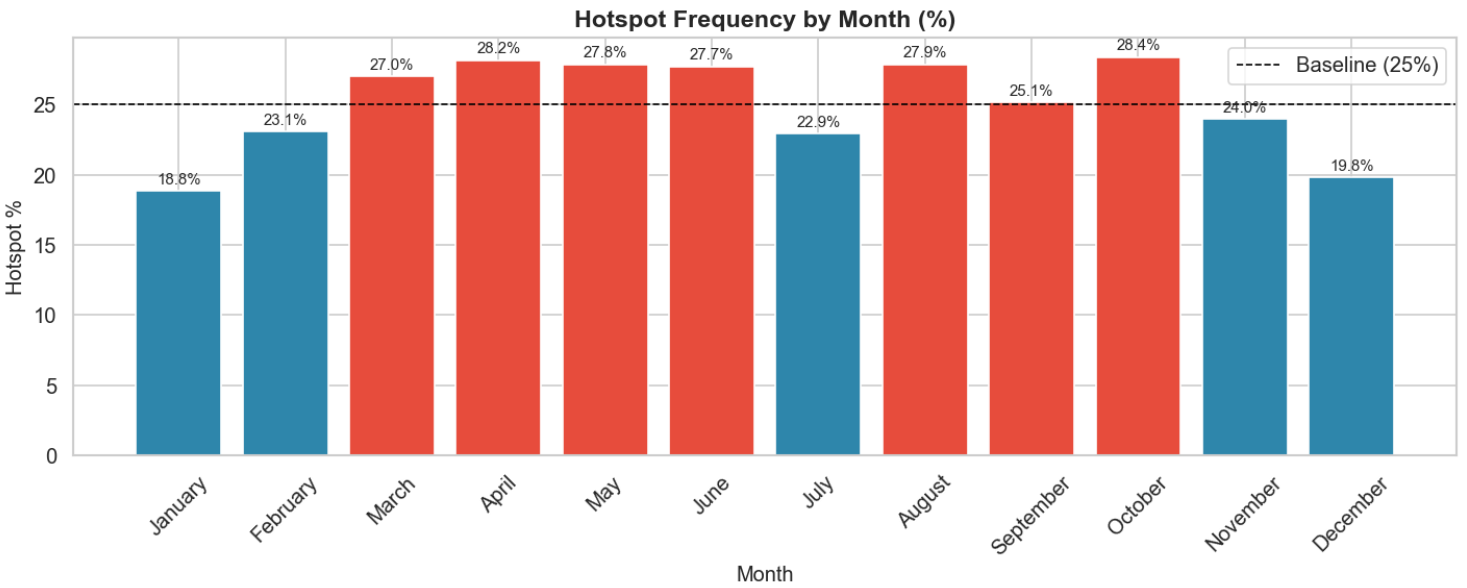 Hotspot Frequency by Month (%)
Hotspot %
25
20
15
10
5
0
18.8%
23.1%
27.0%
28.2%
27.8%
27.7%
22.9%
27.9%
25.1%
28.4%
24.0%
19.8%
Baseline (25%)
January
February
March
April
May
June
July
August
September
October
November
December
Month